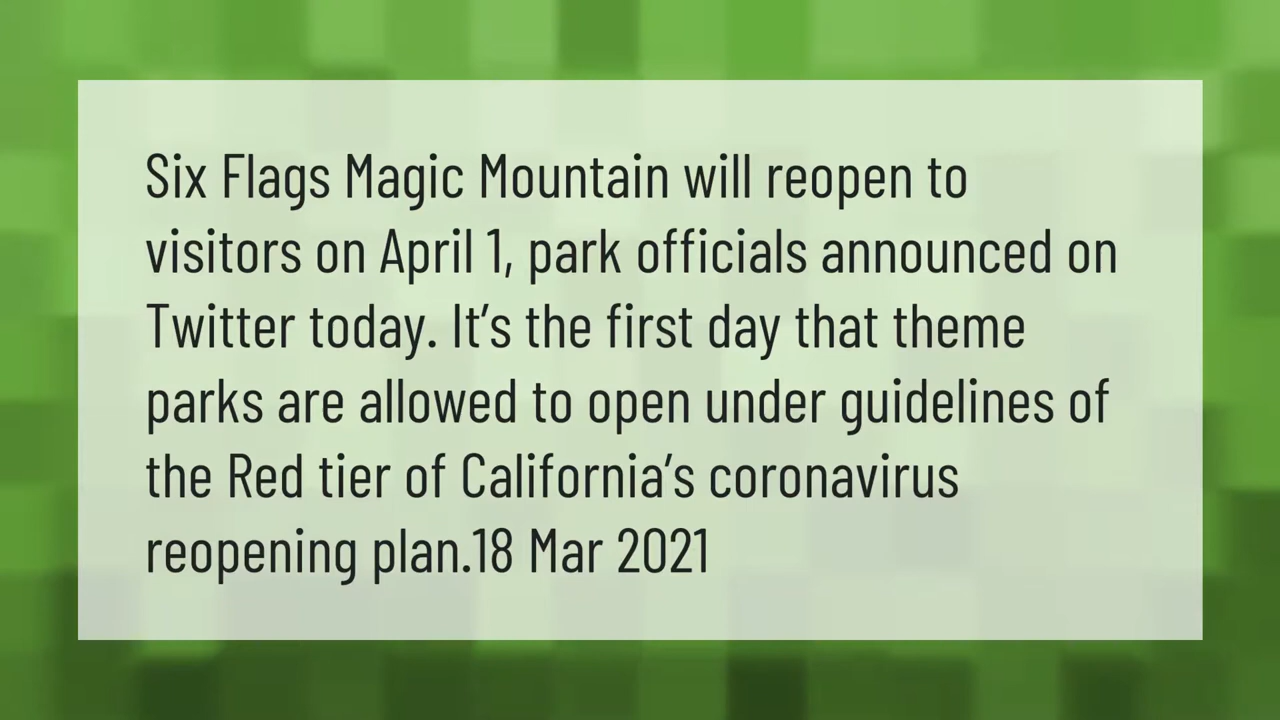 Six Flags Magic Mountain will reopen to
visitors on April 1, park officials announced on
Twitter today. It’s the first day that theme
parks are allowed to open under guidelines of
the Red tier of California’s coronavirus
reopening plan.18 Mar 2021